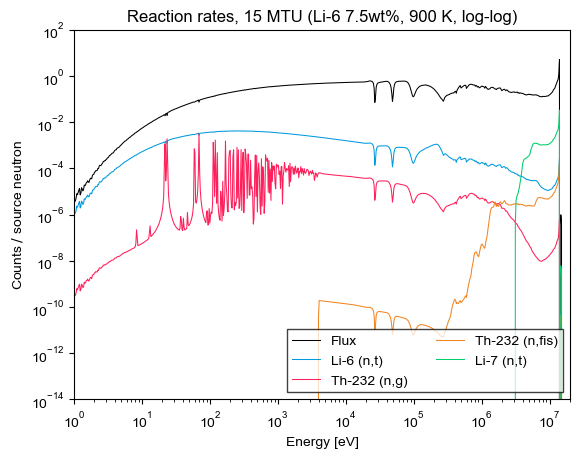 Reaction rates, 15 MTU (Li-6 7.5wt%, 900 K, log-log)
Counts / source neutron
10^2
10^0
10^-2
10^-4
10^-6
10^-8
10^-10
10^-12
10^-14
Flux
Li-6 (n,t)
Th-232 (n,g)
Th-232 (n,fis)
Li-7 (n,t)
10^0 10^1 10^2 10^3 10^4 10^5 10^6 10^7
Energy [eV]